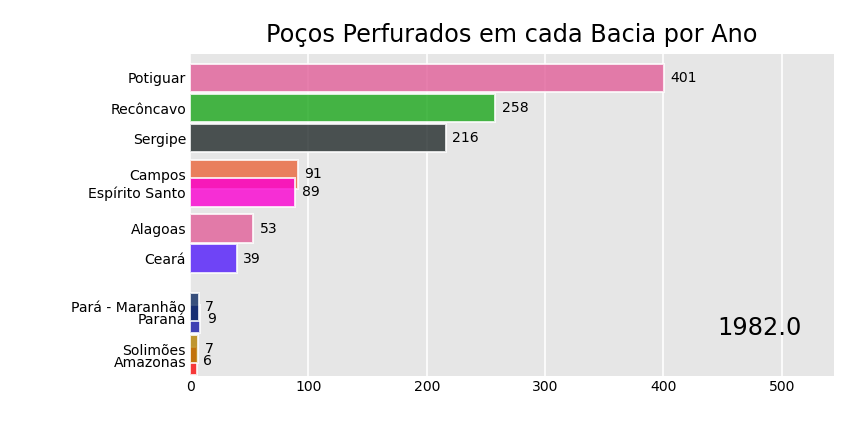 Poços Perfurados em cada Bacia por Ano
Potiguar 401
Recôncavo 258
Sergipe 216
Campos 91
Espírito Santo 89
Alagoas 53
Ceará 39
Pará - Maranhão 7
Paraná 9
1982.0
Solimões 7
Amazonas 6
0 100 200 300 400 500